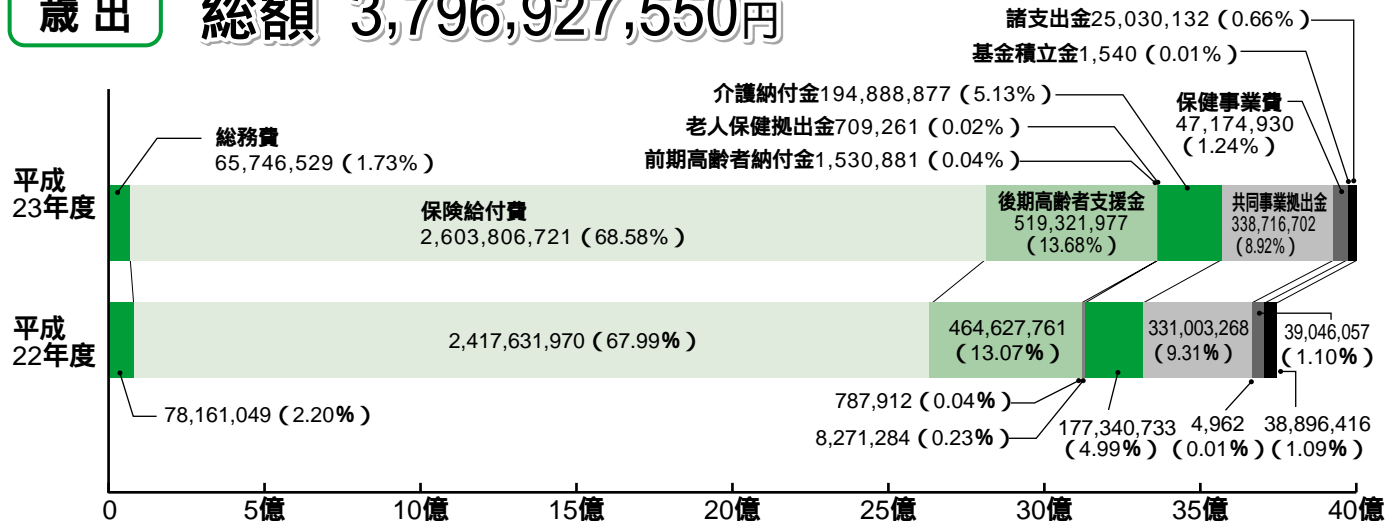 歳出
総額 3,796,927,550円
諸支出金25,030,132（0.66%）
基金積立金1,540（0.01%）
介護納付金194,888,877（5.13%）
保健事業費
47,174,930
（1.24%）
老人保健拠出金709,261（0.02%）
前期高齢者納付金1,530,881（0.04%）
総務費
65,746,529（1.73%）
平成
23年度
保険給付費
2,603,806,721（68.58%）
後期高齢者支援金
519,321,977
（13.68%）
共同事業拠出金
338,716,702
（8.92%）
平成
22年度
2,417,631,970（67.99%）
464,627,761
（13.07%）
331,003,268
（9.31%）
39,046,057
（1.10%）
78,161,049（2.20%）
787,912（0.04%）
8,271,284（0.23%）
177,340,733
（4.99%）
4,962
（0.01%）
38,896,416
（1.09%）
0 5億 10億 15億 20億 25億 30億 35億 40億